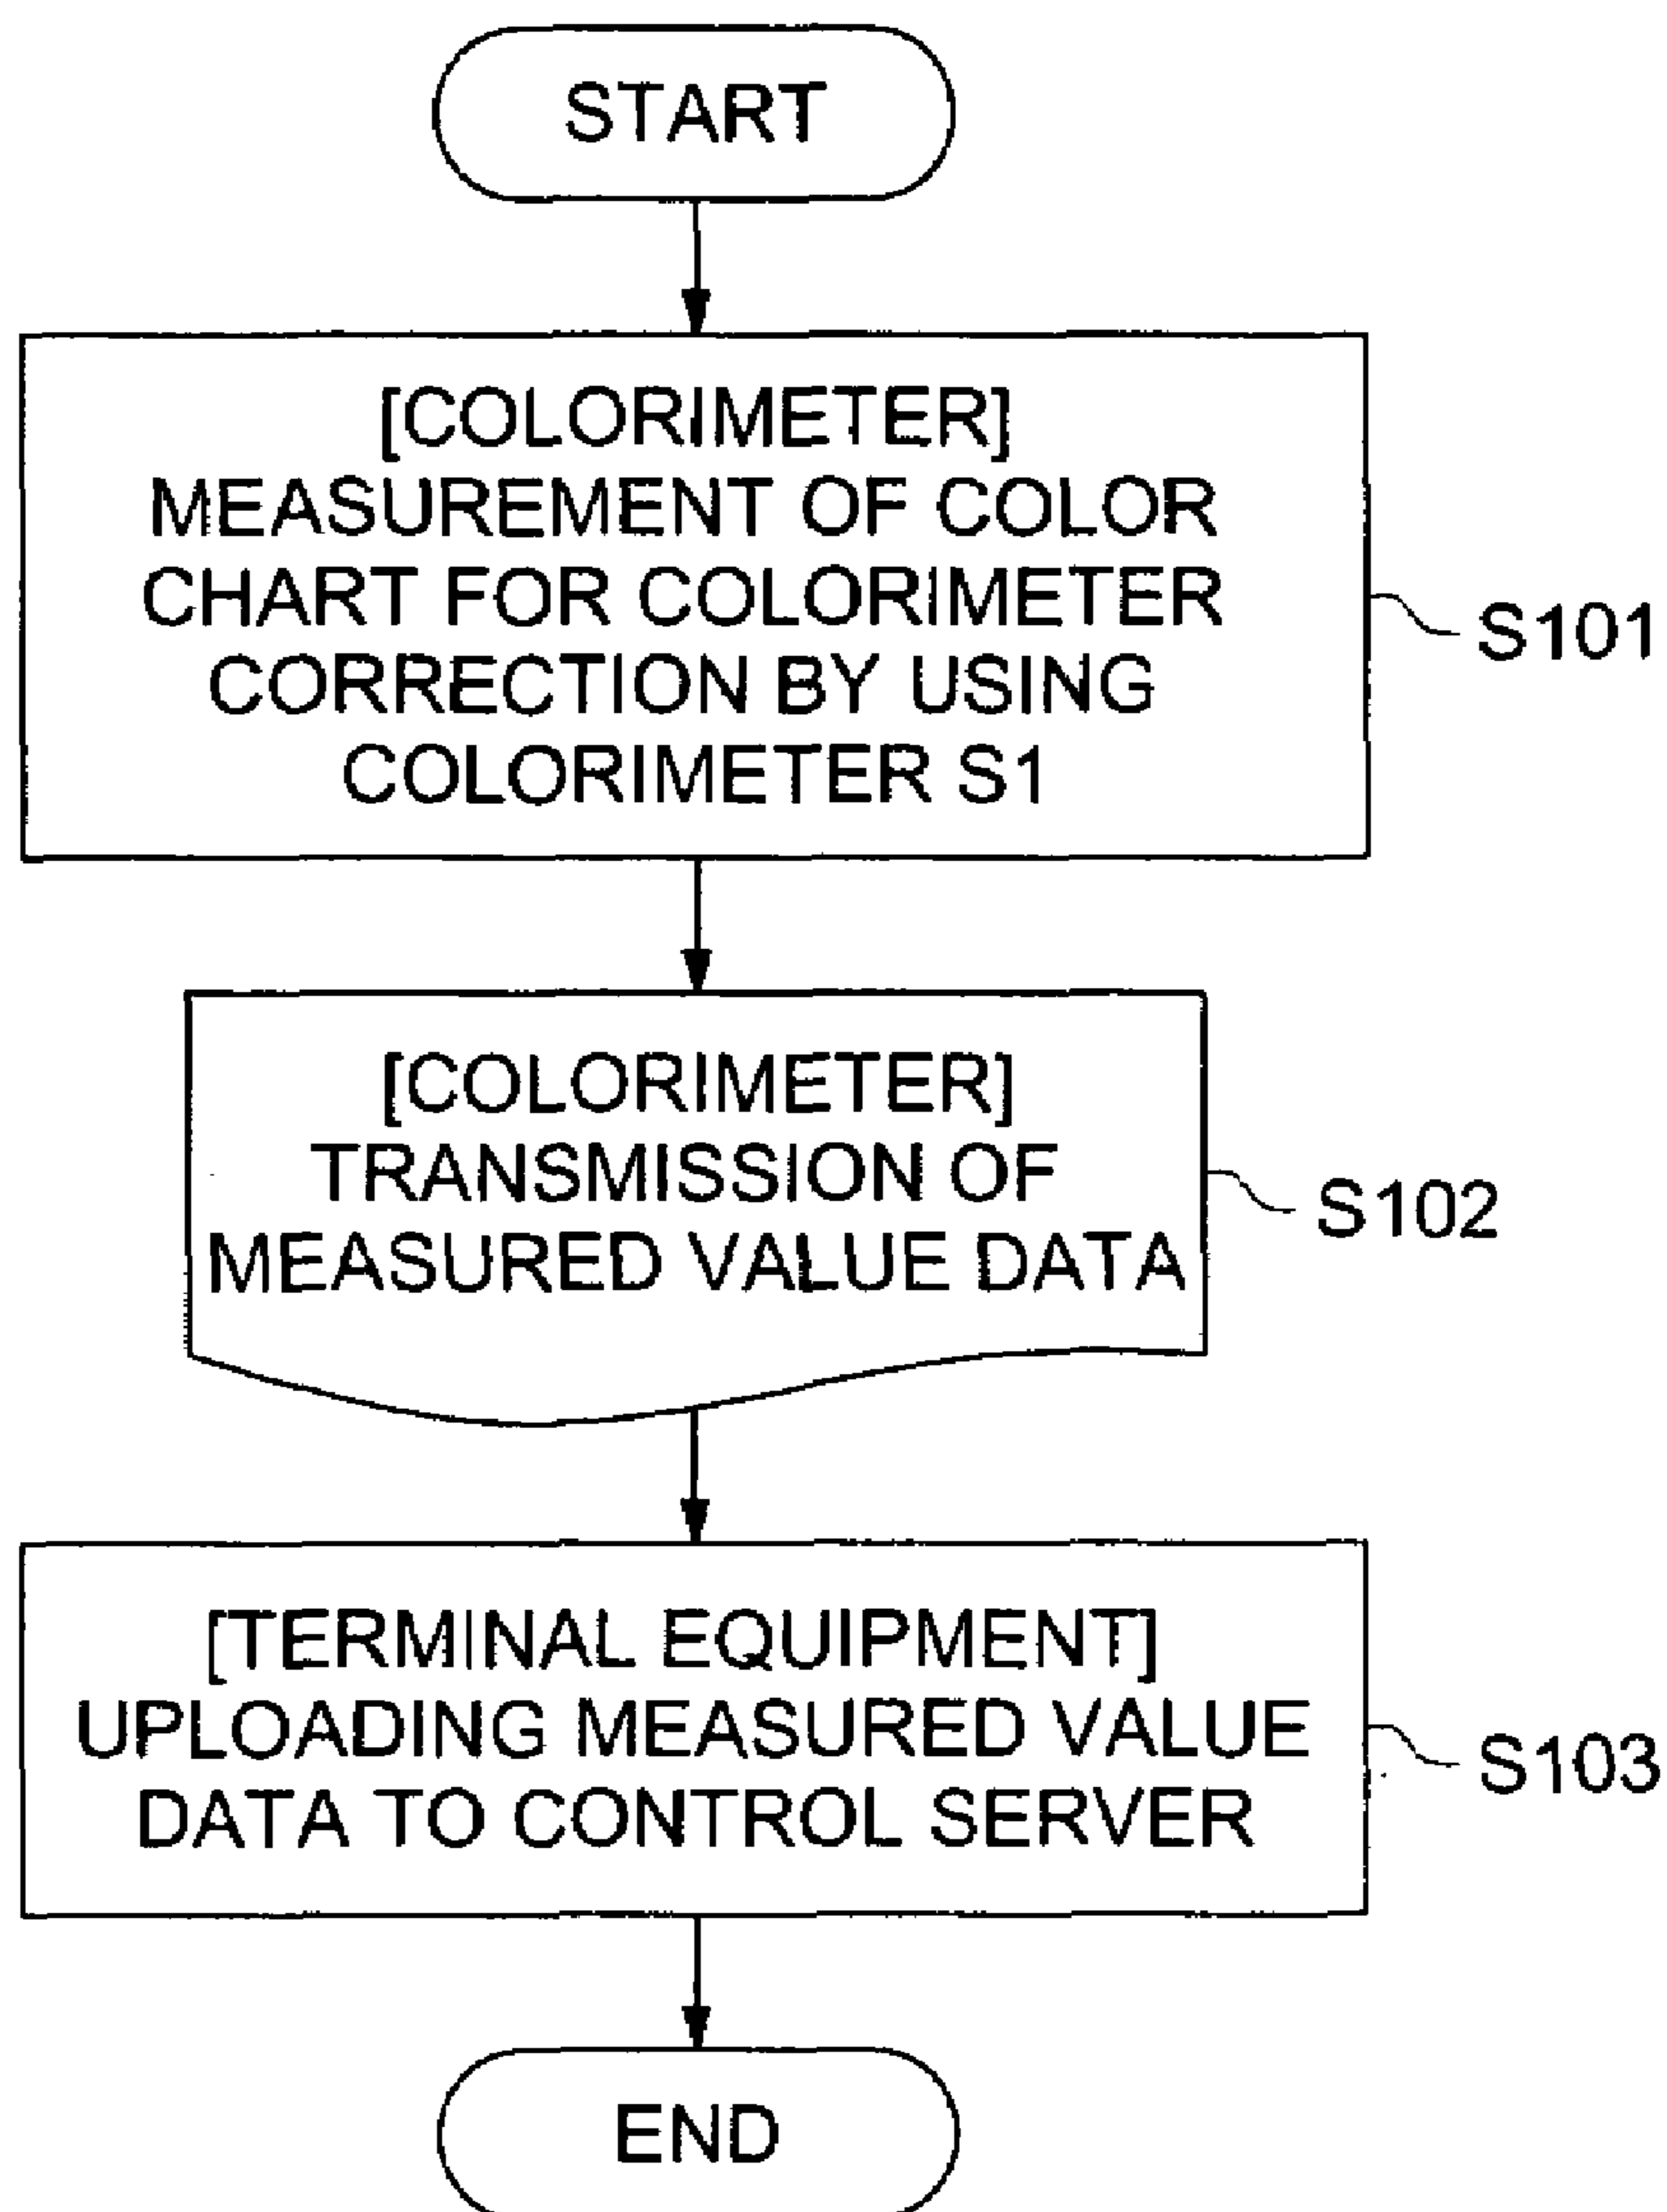 START
[COLORIMETER]
MEASUREMENT OF COLOR
CHART FOR COLORIMETER
CORRECTION BY USING
COLORIMETER S1
S101
[COLORIMETER]
TRANSMISSION OF
MEASURED VALUE DATA
S102
[TERMINAL EQUIPMENT]
UPLOADING MEASURED VALUE
DATA TO CONTROL SERVER
S103
END